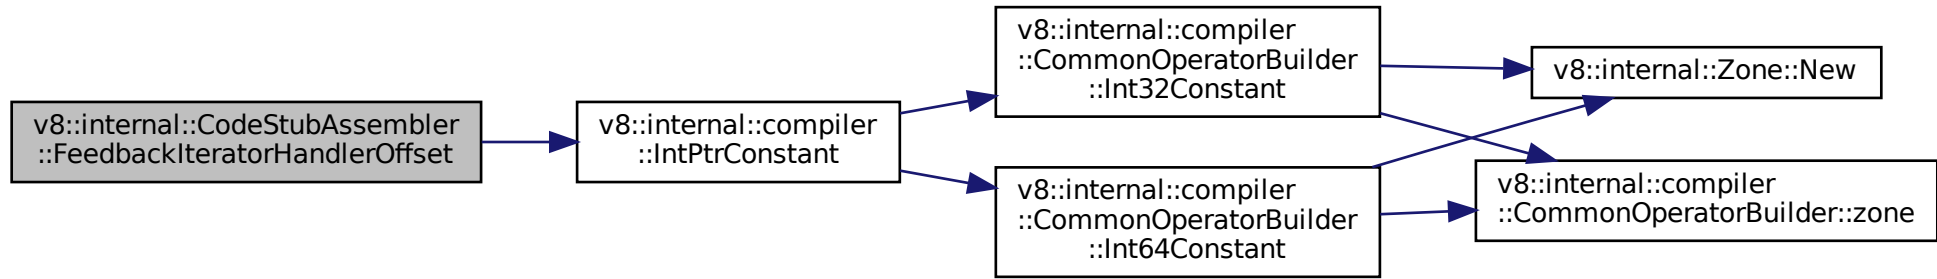 v8::internal::CodeStubAssembler
::FeedbackIteratorHandlerOffset
v8::internal::compiler
::IntPtrConstant
v8::internal::compiler
::CommonOperatorBuilder
::Int32Constant
v8::internal::compiler
::CommonOperatorBuilder
::Int64Constant
v8::internal::Zone::New
v8::internal::compiler
::CommonOperatorBuilder::zone